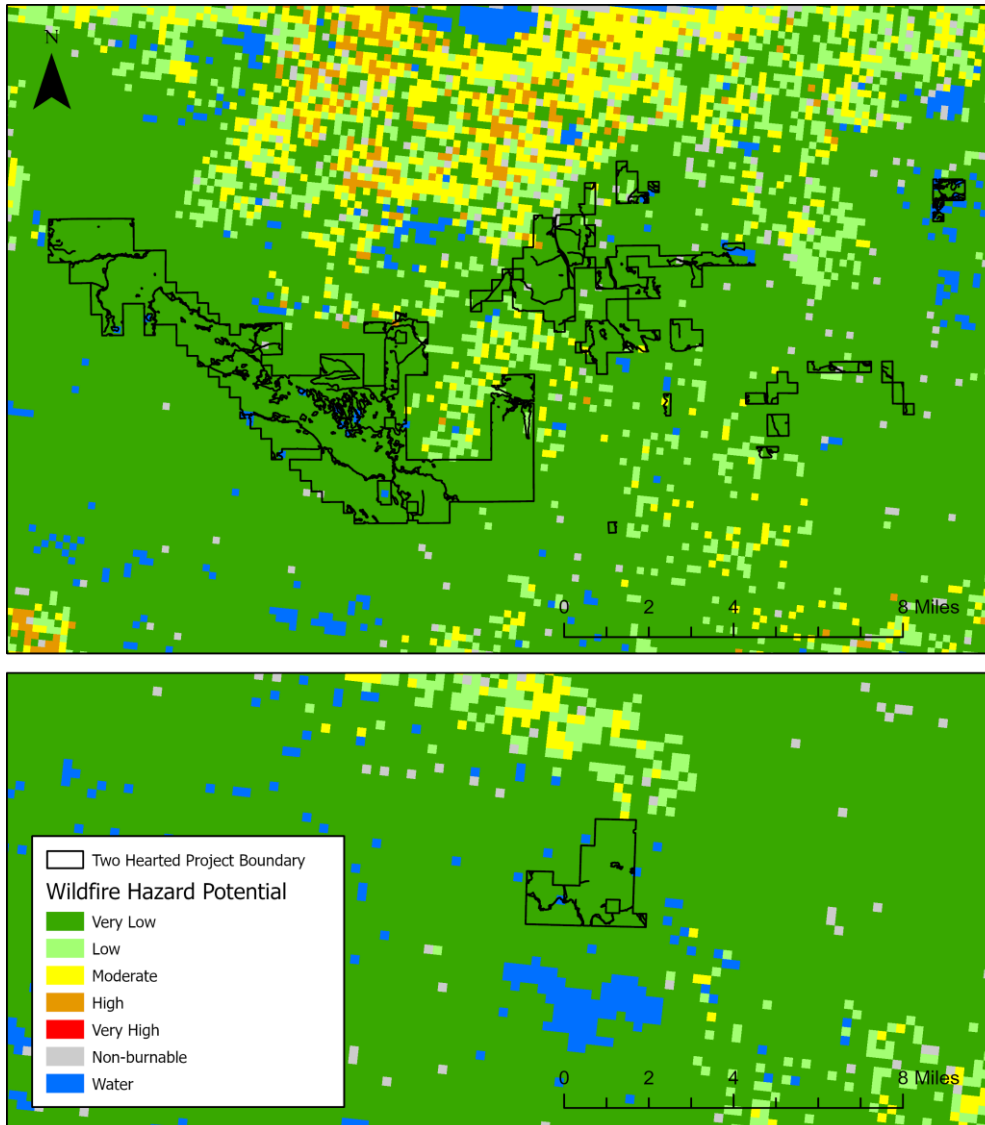 N
0 2 4 8 Miles
Two Hearted Project Boundary
Wildfire Hazard Potential
Very Low
Low
Moderate
High
Very High
Non-burnable
Water
0 2 4 8 Miles